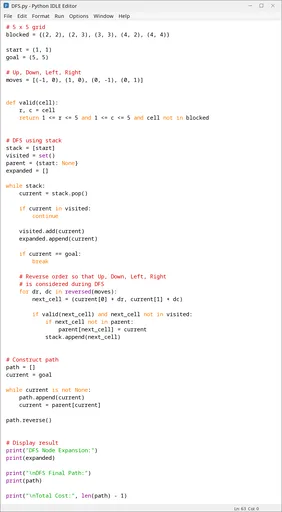 DFS.py - Python IDLE Editor
File Edit Format Run Options Window Help
# 5 x 5 grid
blocked = {(2, 2), (2, 3), (3, 3), (4, 2), (4, 4)}
start = (1, 1)
goal = (5, 5)
# Up, Down, Left, Right
moves = [(-1, 0), (1, 0), (0, -1), (0, 1)]
def valid(cell):
    r, c = cell
    return 1 <= r <= 5 and 1 <= c <= 5 and cell not in blocked
# DFS using stack
stack = [start]
visited = set()
parent = {start: None}
expanded = []
while stack:
    current = stack.pop()
    if current in visited:
        continue
    visited.add(current)
    expanded.append(current)
    if current == goal:
        break
    # Reverse order so that Up, Down, Left, Right
    # is considered during DFS
    for dr, dc in reversed(moves):
        next_cell = (current[0] + dr, current[1] + dc)
        if valid(next_cell) and next_cell not in visited:
            if next_cell not in parent:
                parent[next_cell] = current
            stack.append(next_cell)
# Construct path
path = []
current = goal
while current is not None:
    path.append(current)
    current = parent[current]
path.reverse()
# Display result
print("DFS Node Expansion:")
print(expanded)
print("\nDFS Final Path:")
print(path)
print("\nTotal Cost:", len(path) - 1)
Ln: 63 Col: 0